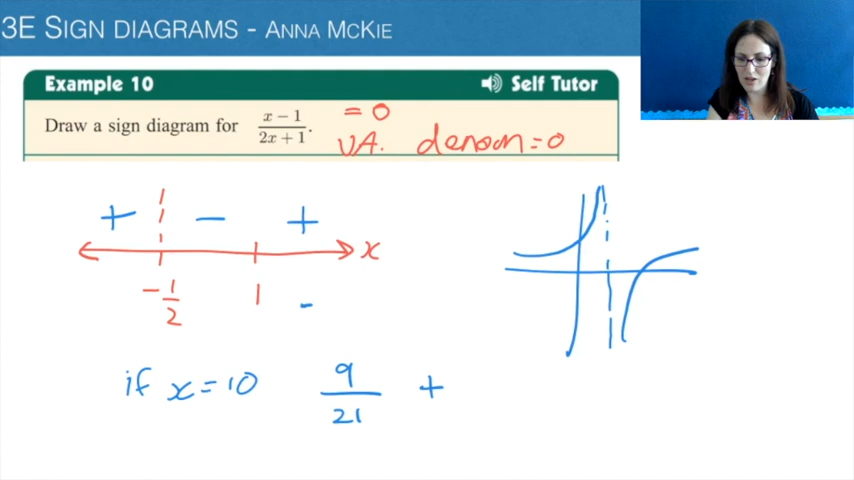 3E SIGN DIAGRAMS - ANNA MCKIE
Example 10 Self Tutor
Draw a sign diagram for x − 1 / 2x + 1. = 0
VA. denom = 0
+ − +
x
-1/2 1 -
if x = 10 9/21 +